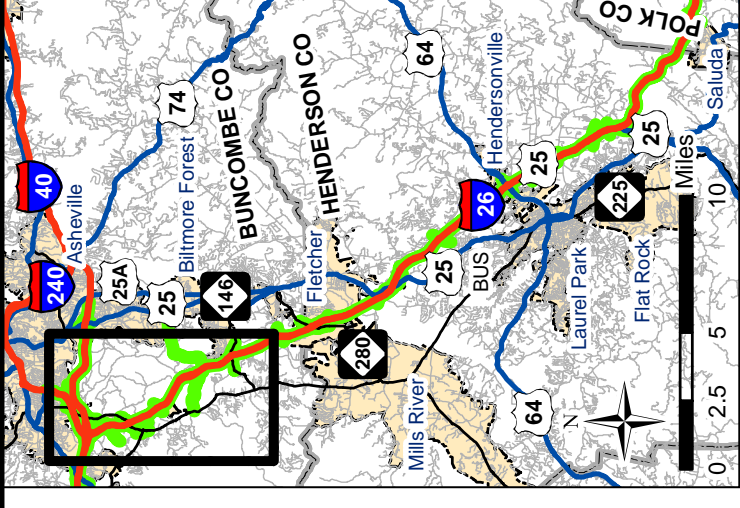 POLK CO
64
74
BUNCOMBE CO
HENDERSON CO
Hendersonville
Saluda
40
Asheville
240
25A
Biltmore Forest
25
146
Fletcher
26
25
25
225
Miles
25
BUS
280
Laurel Park
Flat Rock
Mills River
64
N
0 2.5 5 10